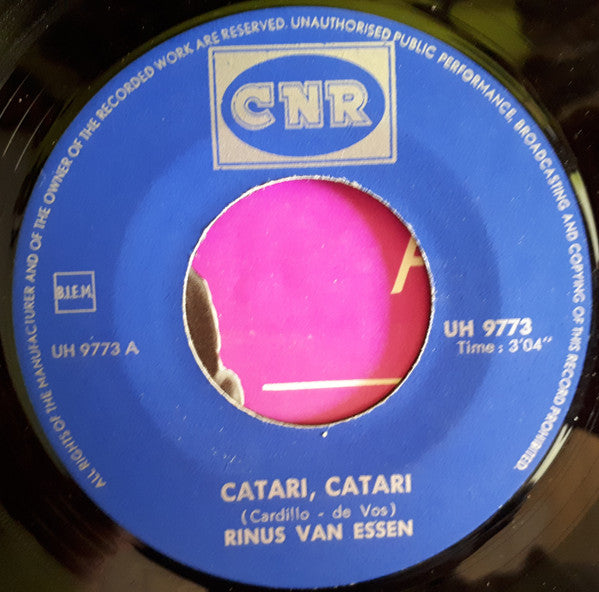 ALL RIGHTS OF THE MANUFACTURER AND OF THE OWNER OF THE RECORDED WORK ARE RESERVED. UNAUTHORISED PUBLIC PERFORMANCE, BROADCASTING AND COPYING OF THIS RECORD PROHIBITED.
CNR
B.I.E.M.
UH 9773 A
UH 9773
Time : 3'04"
CATARI, CATARI
(Cardillo - de Vos)
RINUS VAN ESSEN